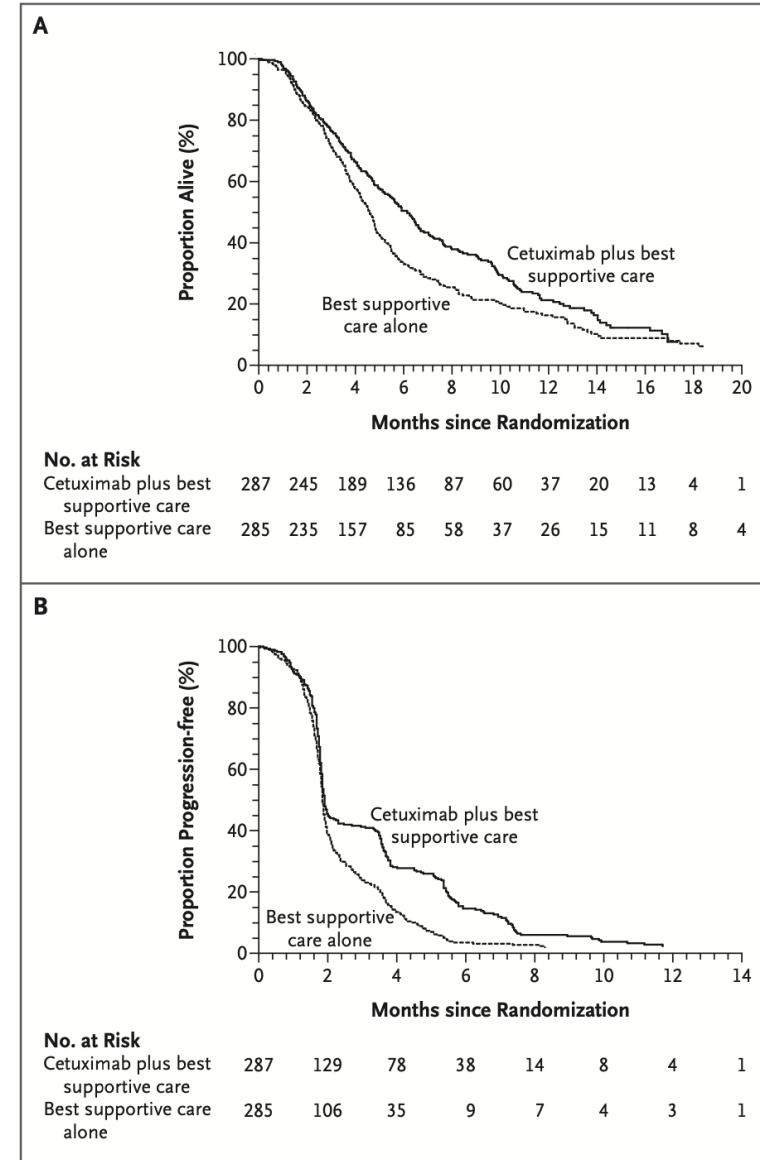 A
Proportion Alive (%)
100
80
60
40
20
0
Cetuximab plus best
supportive care
Best supportive
care alone
0 2 4 6 8 10 12 14 16 18 20
Months since Randomization
No. at Risk
Cetuximab plus best 287 245 189 136 87 60 37 20 13 4 1
supportive care
Best supportive care 285 235 157 85 58 37 26 15 11 8 4
alone
B
Proportion Progression-free (%)
100
80
60
40
20
0
Cetuximab plus best
supportive care
Best supportive
care alone
0 2 4 6 8 10 12 14
Months since Randomization
No. at Risk
Cetuximab plus best 287 129 78 38 14 8 4 1
supportive care
Best supportive care 285 106 35 9 7 4 3 1
alone